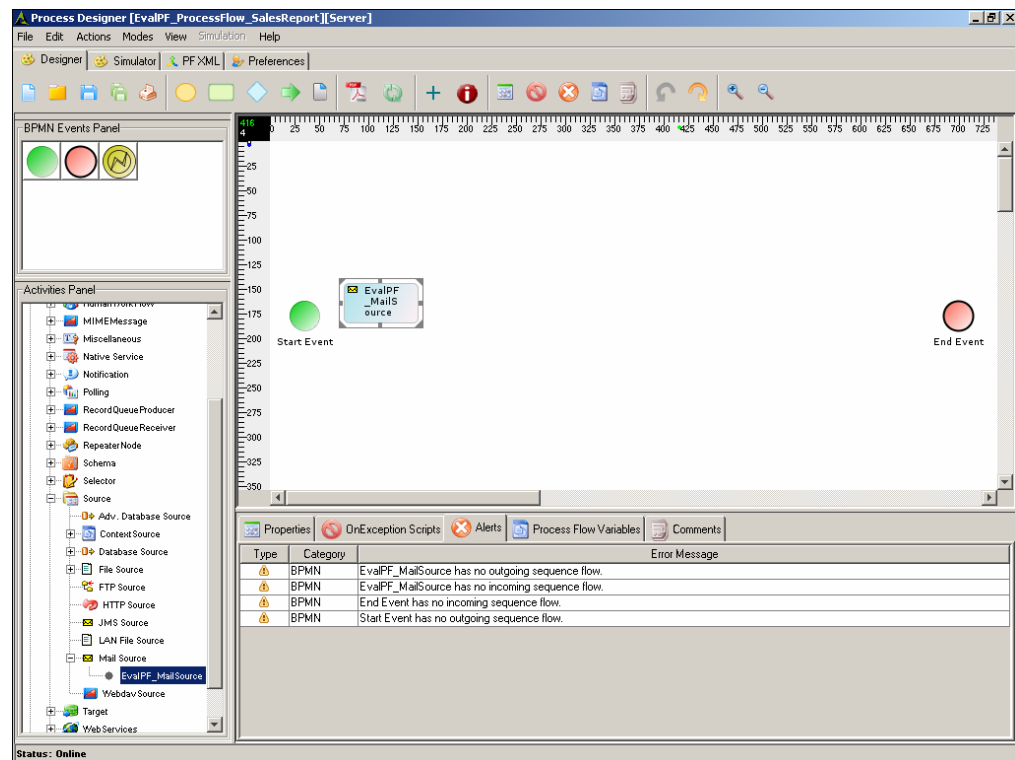 Process Designer [EvalPF_ProcessFlow_SalesReport][Server]
File Edit Actions Modes View Simulation Help
Designer Simulator PF XML Preferences
BPMN Events Panel
416
4
0 25 50 75 100 125 150 175 200 225 250 275 300 325 350 375 400 425 450 475 500 525 550 575 600 625 650 675 700 725
0
25
50
75
100
125
150
175
200
225
250
275
300
325
350
EvalPF
_MailS
ource
Start Event
End Event
Activities Panel
HumanWorkFlow
MIMEMessage
Miscellaneous
Native Service
Notification
Polling
RecordQueueProducer
RecordQueueReceiver
RepeaterNode
Schema
Selector
Source
Adv. Database Source
ContextSource
Database Source
File Source
FTP Source
HTTP Source
JMS Source
LAN File Source
Mail Source
EvalPF_MailSource
WebdavSource
Target
WebServices
Properties OnException Scripts Alerts Process Flow Variables Comments
Type Category Error Message
BPMN EvalPF_MailSource has no outgoing sequence flow.
BPMN EvalPF_MailSource has no incoming sequence flow.
BPMN End Event has no incoming sequence flow.
BPMN Start Event has no outgoing sequence flow.
Status: Online